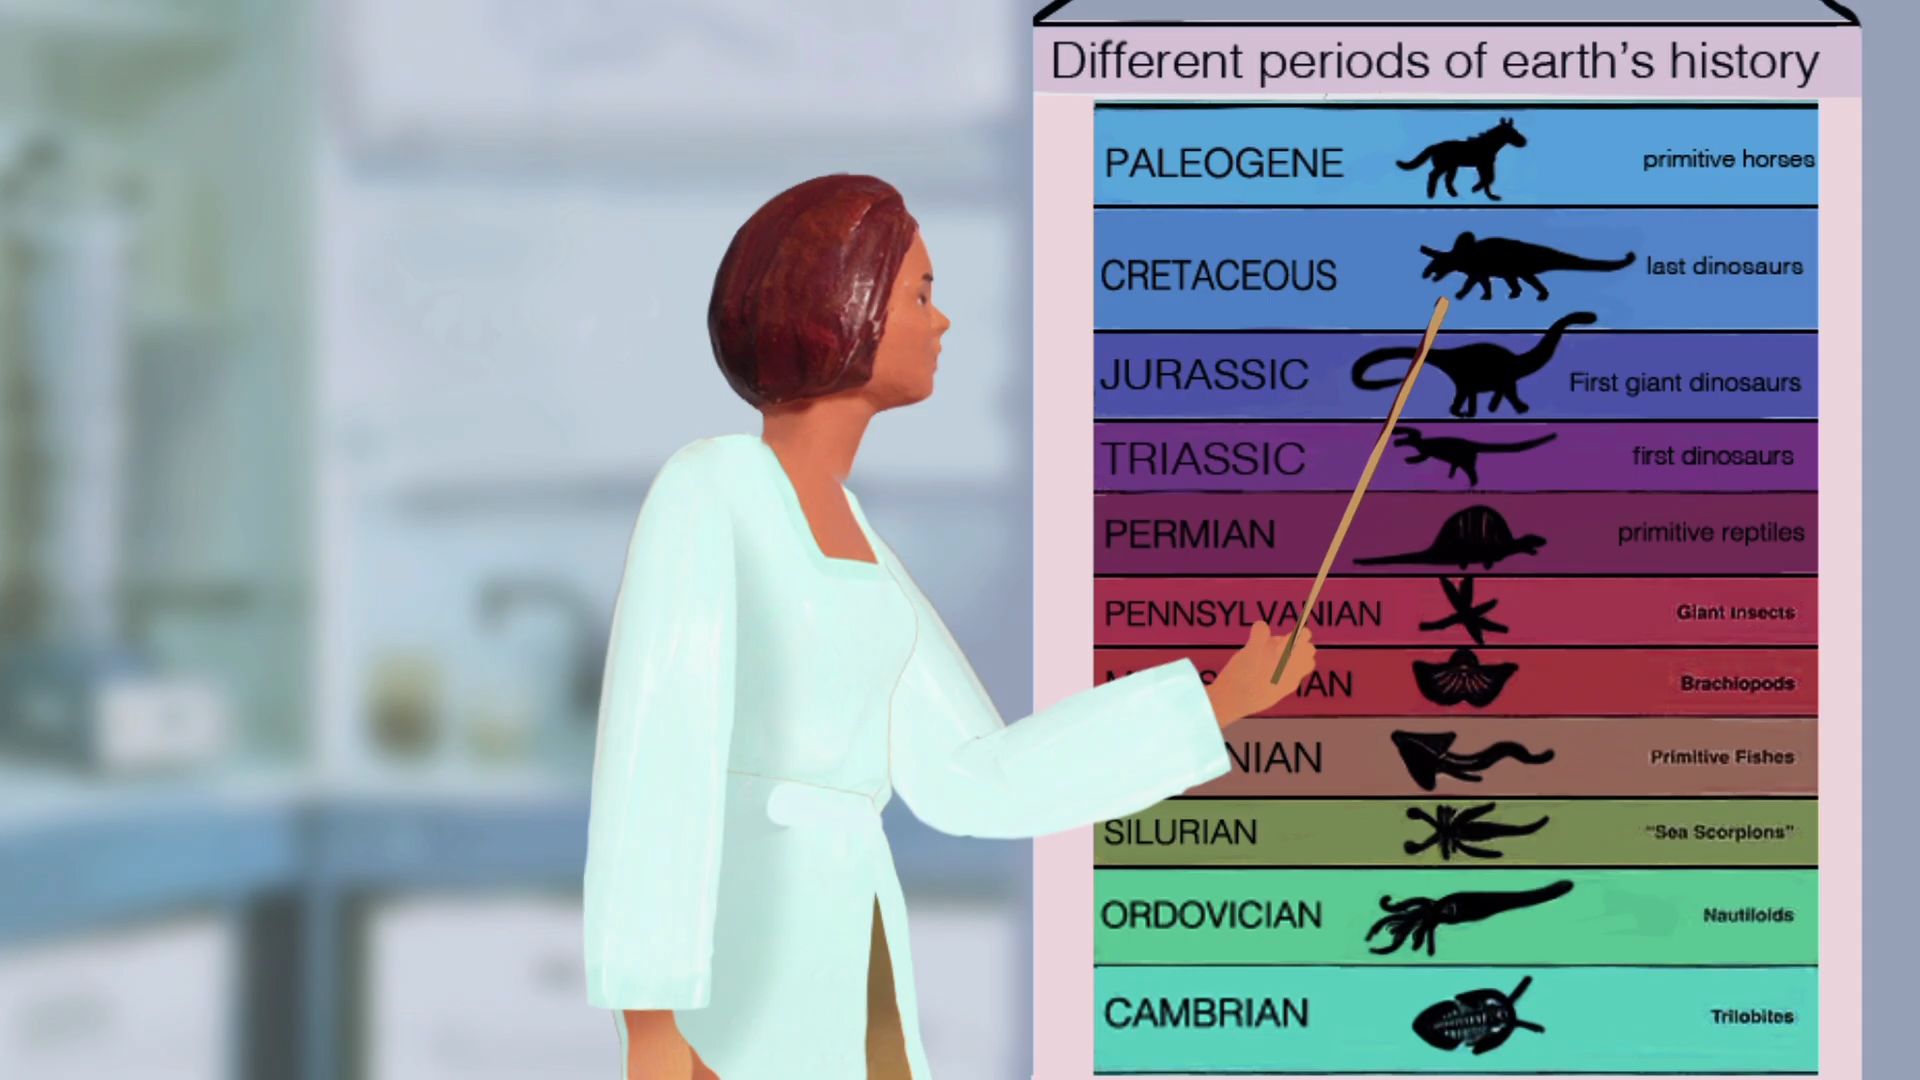 Different periods of earth's history
PALEOGENE primitive horses
CRETACEOUS last dinosaurs
JURASSIC First giant dinosaurs
TRIASSIC first dinosaurs
PERMIAN primitive reptiles
PENNSYLVANIAN Giant Insects
Brachiopods
Primitive Fishes
SILURIAN "Sea Scorpions"
ORDOVICIAN Nautiloids
CAMBRIAN Trilobites